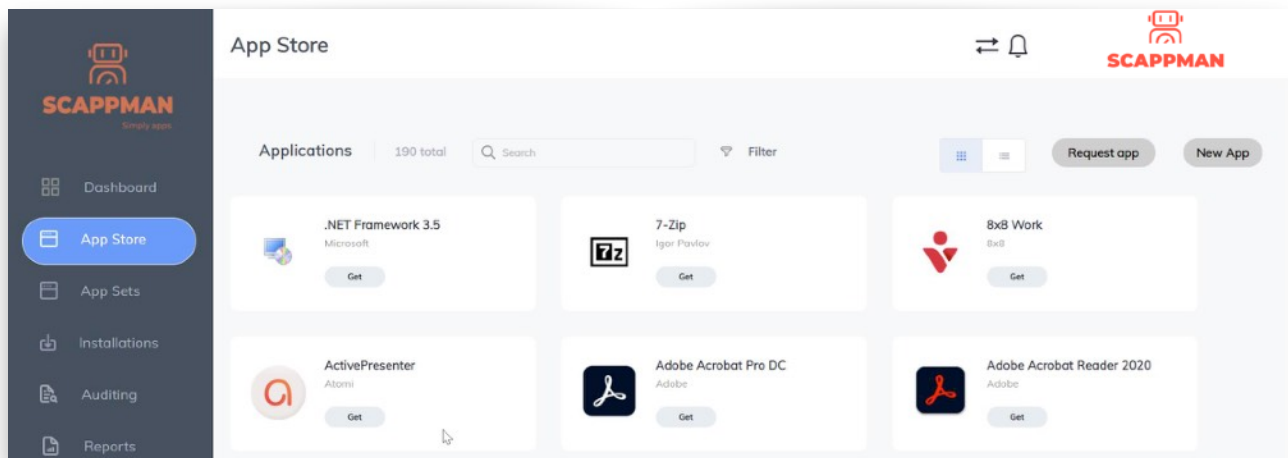 SCAPPMAN
Simply apps
Dashboard
App Store
App Sets
Installations
Auditing
Reports
App Store
SCAPPMAN
Applications
190 total
Search
Filter
Request app
New App
.NET Framework 3.5
Microsoft
Get
7z
7-Zip
Igor Pavlov
Get
8x8 Work
8x8
Get
ActivePresenter
Atomi
Get
Adobe Acrobat Pro DC
Adobe
Get
Adobe Acrobat Reader 2020
Adobe
Get